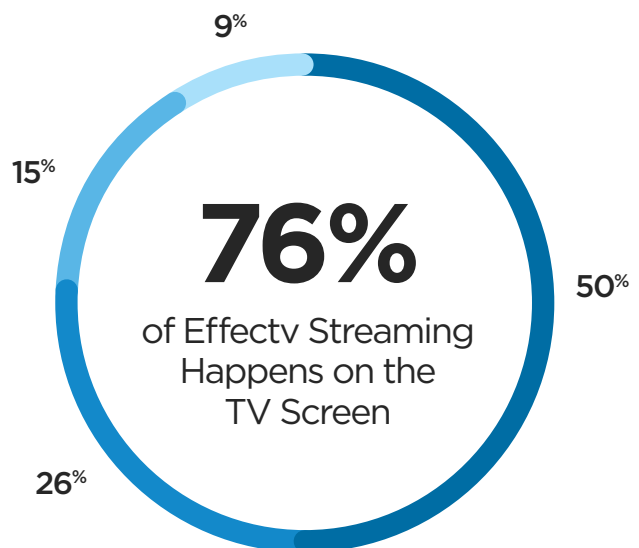 9%
15%
76%
50%
of Effectv Streaming
Happens on the
TV Screen
26%